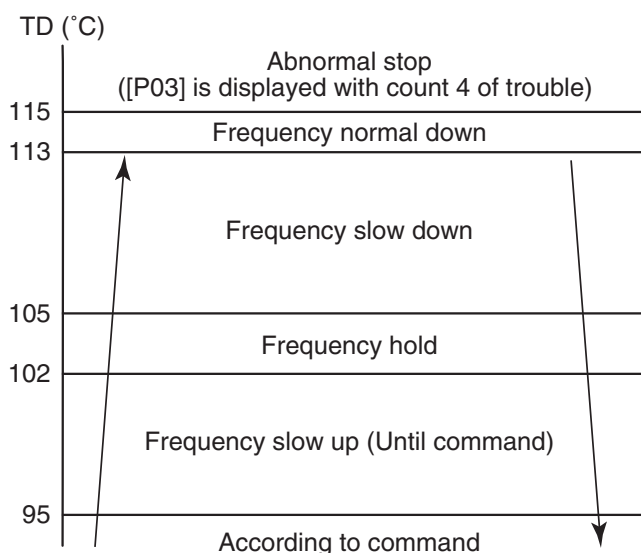 TD (˚C)
Abnormal stop
([P03] is displayed with count 4 of trouble)
115
Frequency normal down
113
Frequency slow down
105
Frequency hold
102
Frequency slow up (Until command)
95
According to command